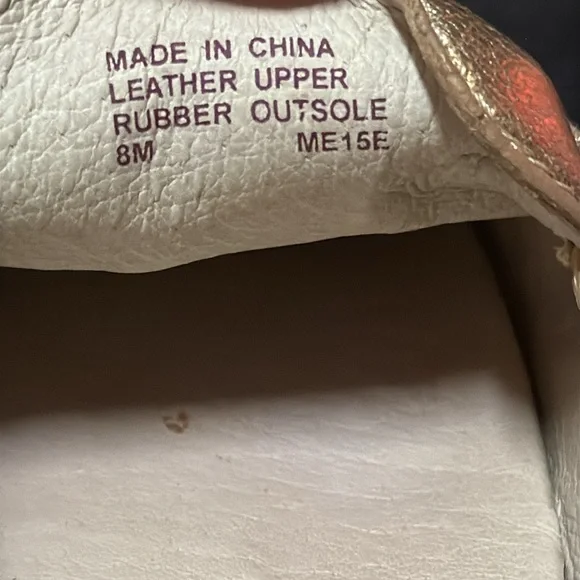 MADE IN CHINA
LEATHER UPPER
RUBBER OUTSOLE
8M ME15E